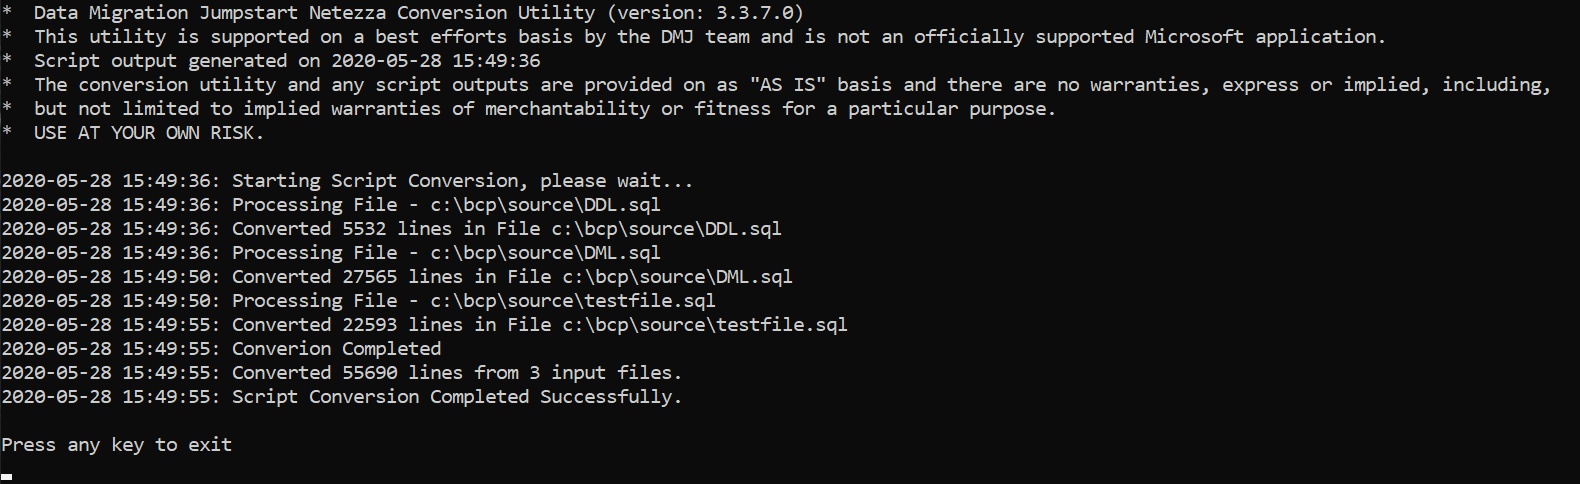 *  Data Migration Jumpstart Netezza Conversion Utility (version: 3.3.7.0)
*  This utility is supported on a best efforts basis by the DMJ team and is not an officially supported Microsoft application.
*  Script output generated on 2020-05-28 15:49:36
*  The conversion utility and any script outputs are provided on as "AS IS" basis and there are no warranties, express or implied, including,
*  but not limited to implied warranties of merchantability or fitness for a particular purpose.
*  USE AT YOUR OWN RISK.
2020-05-28 15:49:36: Starting Script Conversion, please wait...
2020-05-28 15:49:36: Processing File - c:\bcp\source\DDL.sql
2020-05-28 15:49:36: Converted 5532 lines in File c:\bcp\source\DDL.sql
2020-05-28 15:49:36: Processing File - c:\bcp\source\DML.sql
2020-05-28 15:49:50: Converted 27565 lines in File c:\bcp\source\DML.sql
2020-05-28 15:49:50: Processing File - c:\bcp\source\testfile.sql
2020-05-28 15:49:55: Converted 22593 lines in File c:\bcp\source\testfile.sql
2020-05-28 15:49:55: Converion Completed
2020-05-28 15:49:55: Converted 55690 lines from 3 input files.
2020-05-28 15:49:55: Script Conversion Completed Successfully.
Press any key to exit